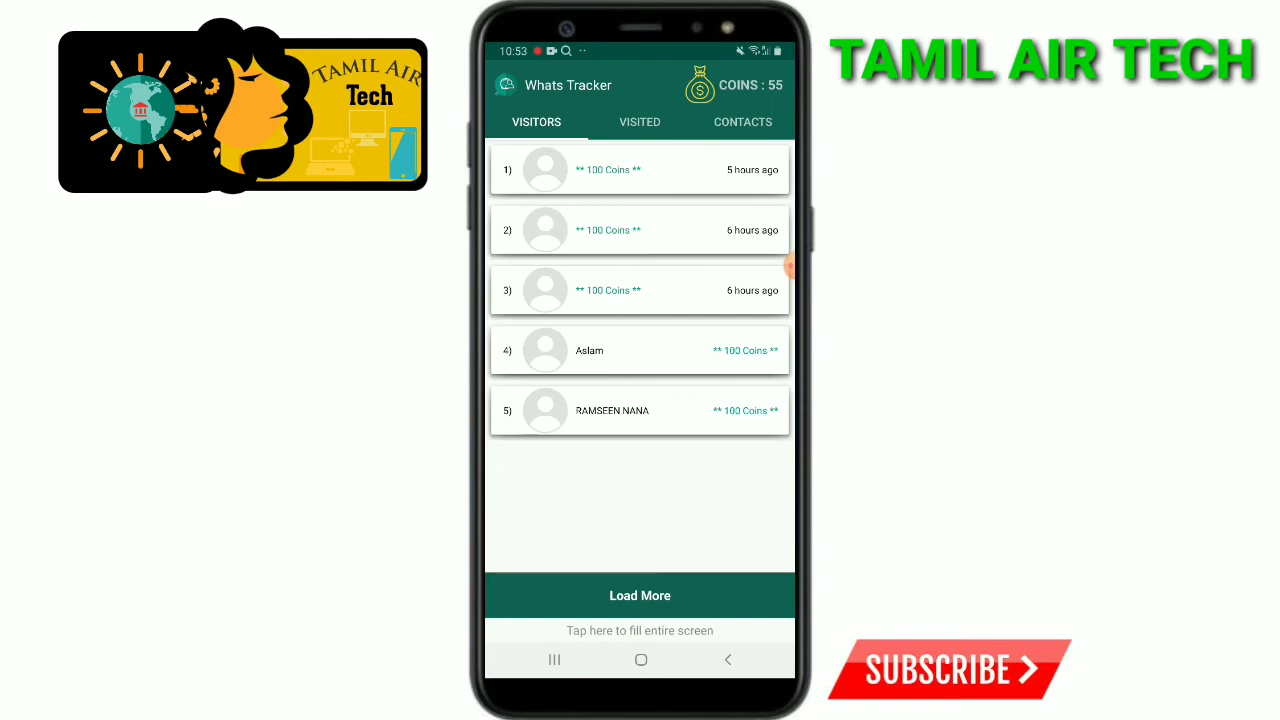 TAMIL AIR
Tech
TAMIL AIR TECH
10:53
Whats Tracker
COINS : 55
VISITORS VISITED CONTACTS
1) ** 100 Coins ** 5 hours ago
2) ** 100 Coins ** 6 hours ago
3) ** 100 Coins ** 6 hours ago
4) Aslam ** 100 Coins **
5) RAMSEEN NANA ** 100 Coins **
Load More
Tap here to fill entire screen
SUBSCRIBE